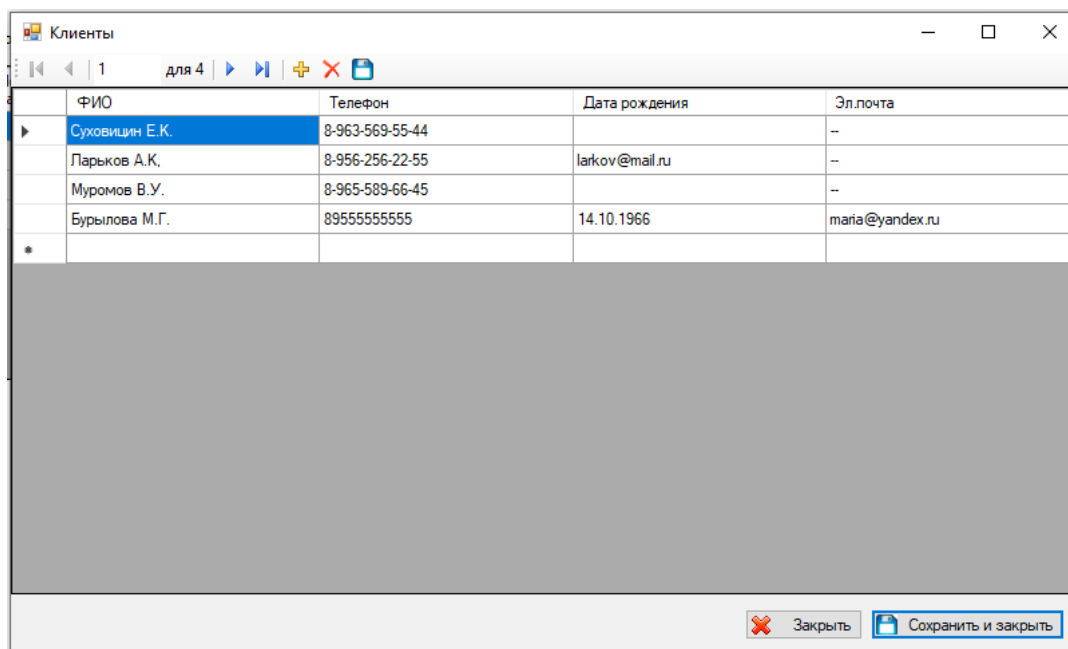 Клиенты
1 для 4
ФИО Телефон Дата рождения Эл.почта
Суховицин Е.К. 8-963-569-55-44 --
Ларьков А.К, 8-956-256-22-55 larkov@mail.ru --
Муромов В.У. 8-965-589-66-45 --
Бурылова М.Г. 89555555555 14.10.1966 maria@yandex.ru
Закрыть Сохранить и закрыть